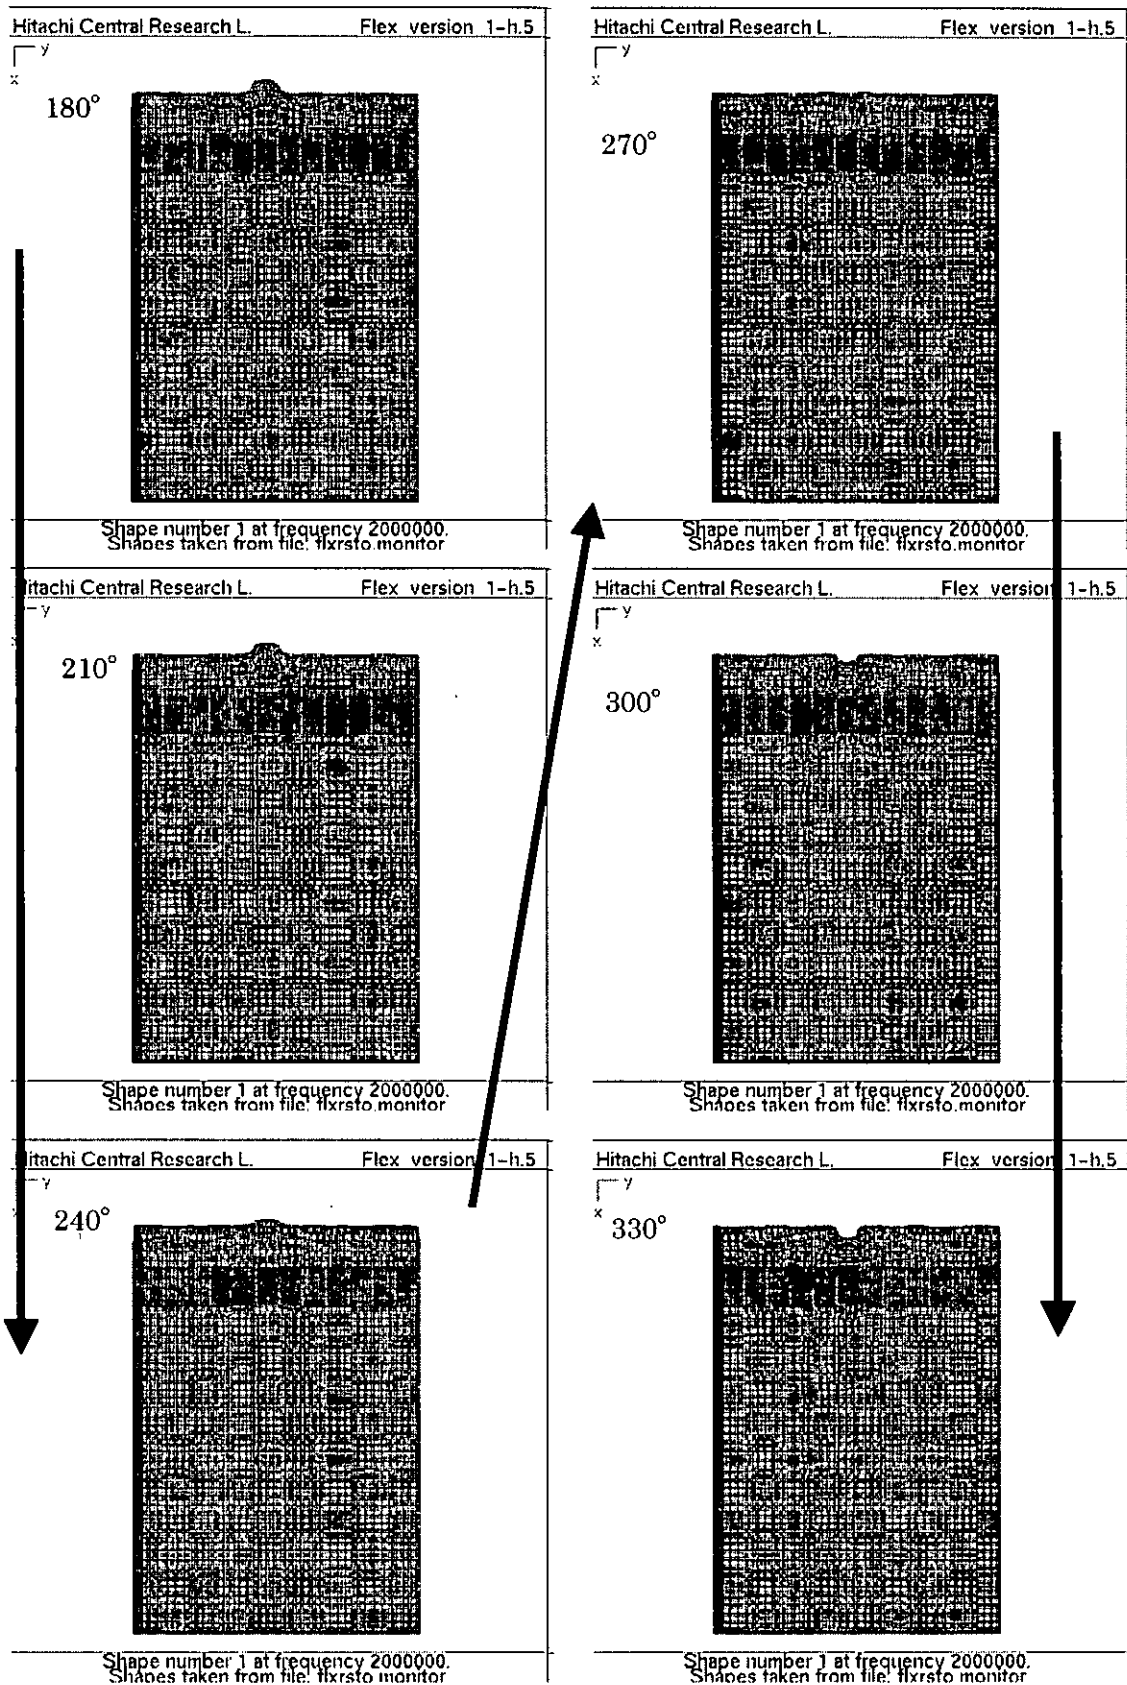 Hitachi Central Research L. Flex version 1-h.5
y
x
180°
Shape number 1 at frequency 2000000.
Shapes taken from file: flxrsto.monitor
Hitachi Central Research L. Flex version 1-h.5
y
210°
Shape number 1 at frequency 2000000.
Shapes taken from file: flxrsto.monitor
Hitachi Central Research L. Flex version 1-h.5
y
240°
Shape number 1 at frequency 2000000.
Shapes taken from file: flxrsto.monitor
Hitachi Central Research L. Flex version 1-h.5
y
x
270°
Shape number 1 at frequency 2000000.
Shapes taken from file: flxrsto.monitor
Hitachi Central Research L. Flex version 1-h.5
y
x
300°
Shape number 1 at frequency 2000000.
Shapes taken from file: flxrsto.monitor
Hitachi Central Research L. Flex version 1-h.5
y
x
330°
Shape number 1 at frequency 2000000.
Shapes taken from file: flxrsto.monitor